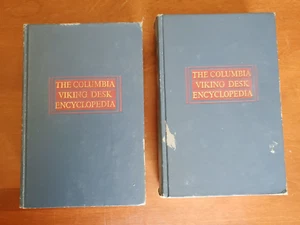 THE COLUMBIA
VIKING DESK
ENCYCLOPEDIA
THE COLUMBIA
VIKING DESK
ENCYCLOPEDIA